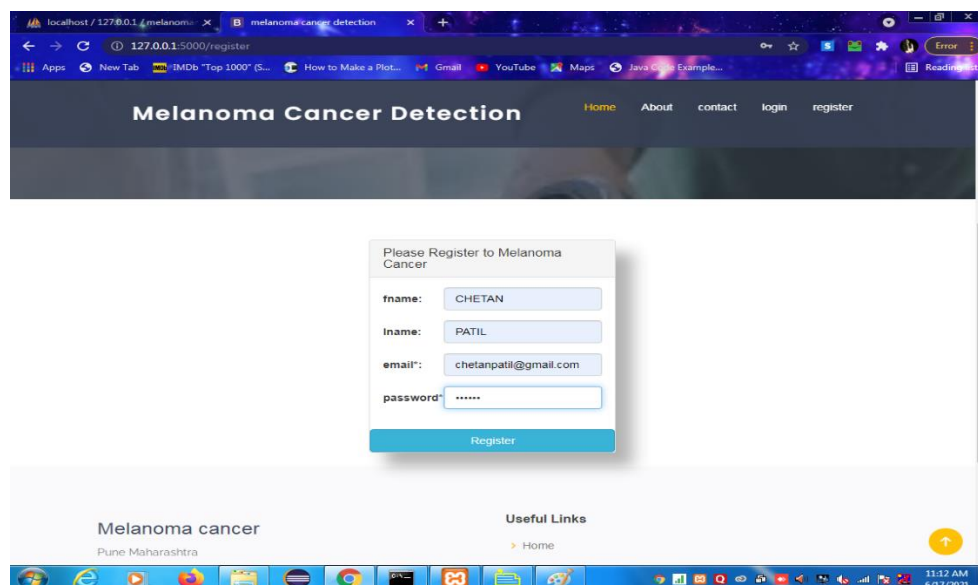 localhost / 127.0.0.1 / melanoma
melanoma cancer detection
127.0.0.1:5000/register
Error
Apps
New Tab
IMDb "Top 1000" (S...
How to Make a Plot...
Gmail
YouTube
Maps
Java Code Example...
Reading list
Melanoma Cancer Detection
Home
About
contact
login
register
Please Register to Melanoma
Cancer
fname:
CHETAN
lname:
PATIL
email*:
chetanpatil@gmail.com
password*
••••••
Register
Melanoma cancer
Pune Maharashtra
Useful Links
> Home
11:12 AM
6/17/2021